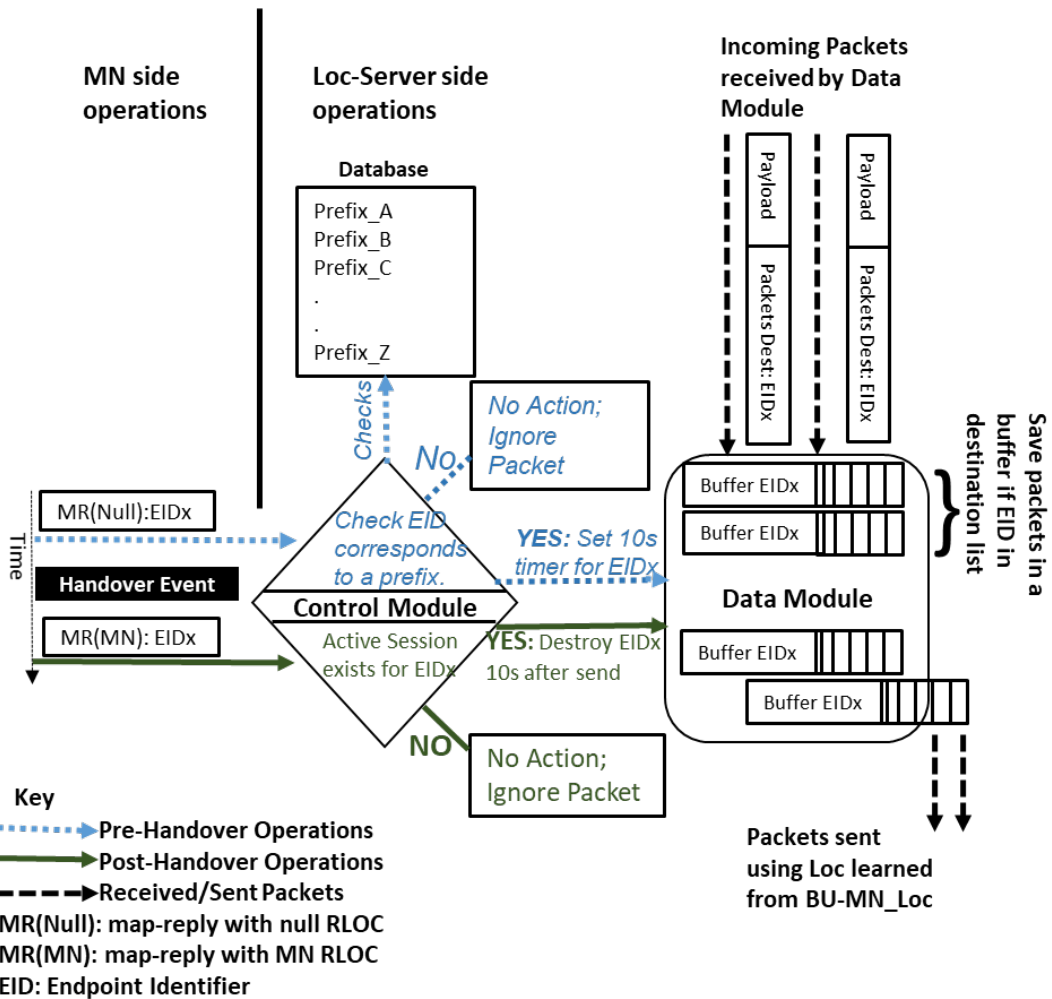 MN side
operations
Loc-Server side
operations
Incoming Packets
received by Data
Module
Database
Prefix_A
Prefix_B
Prefix_C
.
.
Prefix_Z
Checks
No
No Action;
Ignore
Packet
Payload
Packets Dest: EIDx
Payload
Packets Dest: EIDx
Save packets in a
buffer if EID in
destination list
Time
MR(Null):EIDx
Handover Event
MR(MN): EIDx
Check EID
corresponds
to a prefix.
Control Module
Active Session
exists for EIDx
YES: Set 10s
timer for EIDx
YES: Destroy EIDx
10s after send
NO
No Action;
Ignore Packet
Buffer EIDx
Buffer EIDx
Data Module
Buffer EIDx
Buffer EIDx
Packets sent
using Loc learned
from BU-MN_Loc
Key
Pre-Handover Operations
Post-Handover Operations
Received/Sent Packets
MR(Null): map-reply with null RLOC
MR(MN): map-reply with MN RLOC
EID: Endpoint Identifier